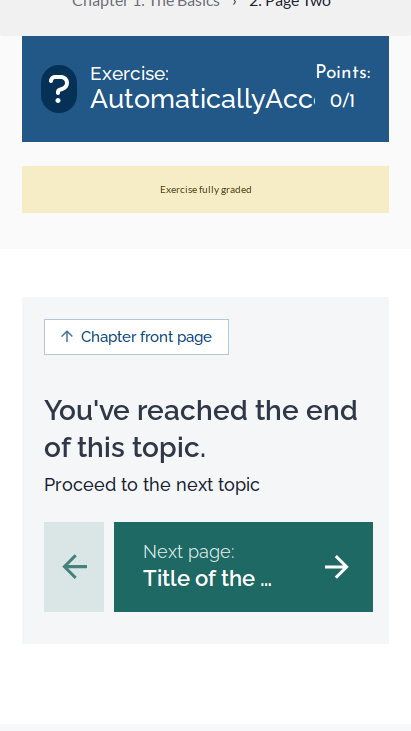 Chapter 1: The Basics › 2. Page Two
Exercise:
Points:
AutomaticallyAcc
0/1
Exercise fully graded
Chapter front page
You've reached the end
of this topic.
Proceed to the next topic
Next page:
Title of the ...